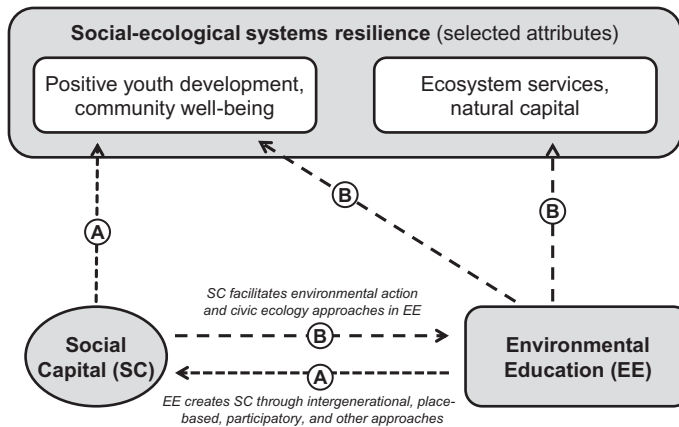 Social-ecological systems resilience (selected attributes)
Positive youth development,
community well-being
Ecosystem services,
natural capital
B
A
B
SC facilitates environmental action
and civic ecology approaches in EE
B
Social
Capital (SC)
Environmental
Education (EE)
A
EE creates SC through intergenerational, place-
based, participatory, and other approaches